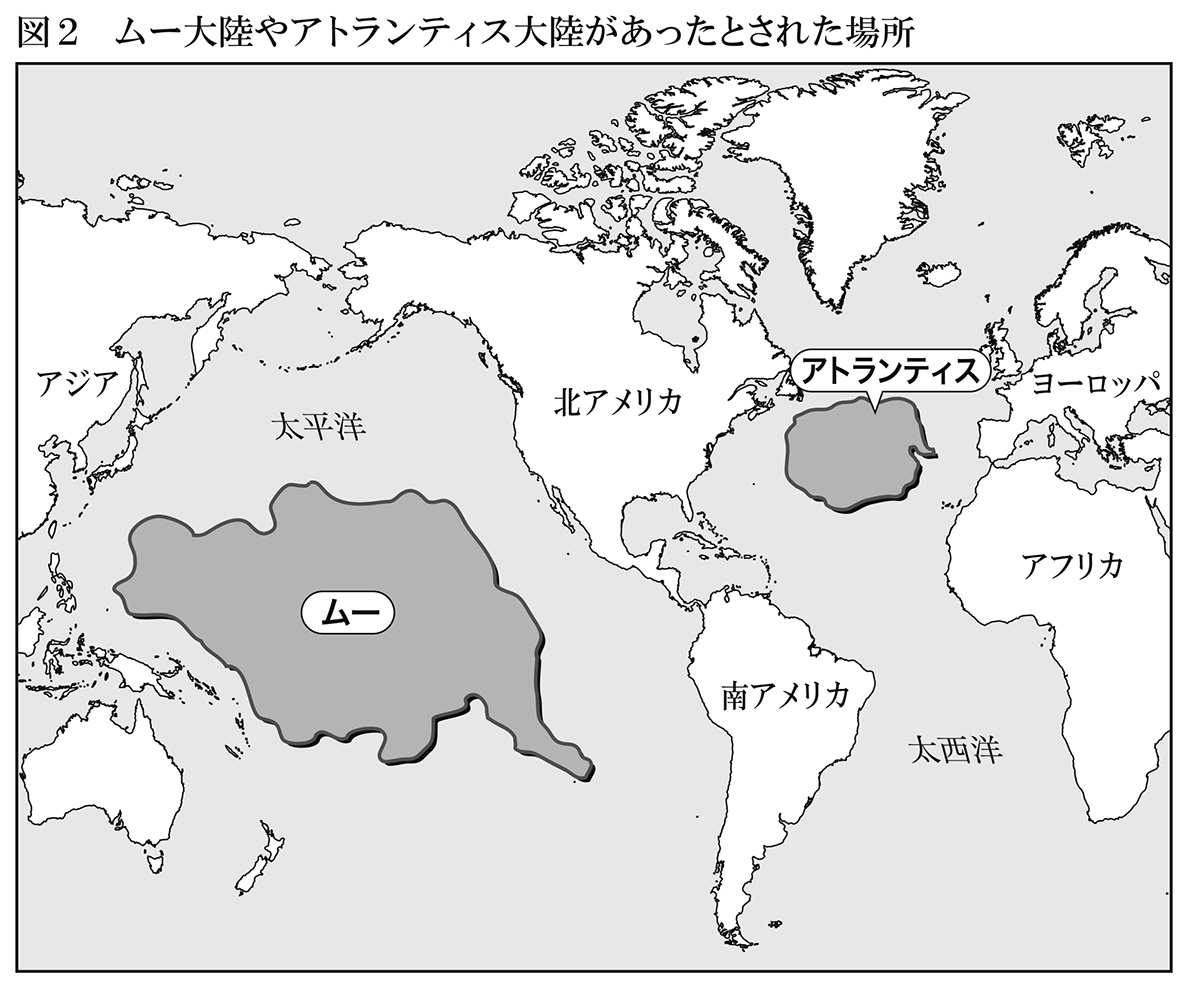 図2 ムー大陸やアトランティス大陸があったとされた場所
アトランティス
アジア
北アメリカ
ヨーロッパ
太平洋
アフリカ
ムー
南アメリカ
太西洋